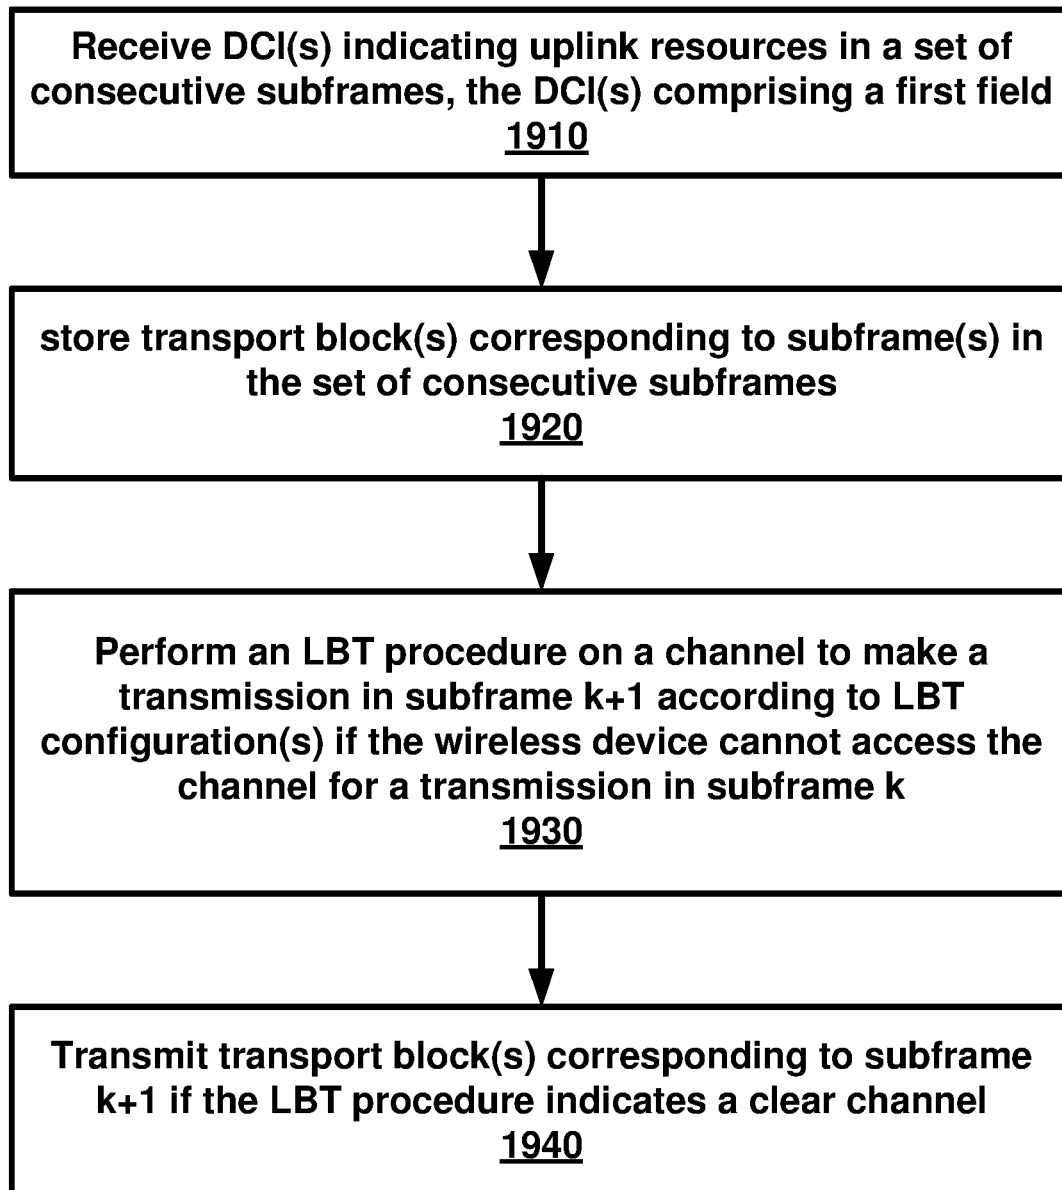 Receive DCI(s) indicating uplink resources in a set of
consecutive subframes, the DCI(s) comprising a first field
1910
store transport block(s) corresponding to subframe(s) in
the set of consecutive subframes
1920
Perform an LBT procedure on a channel to make a
transmission in subframe k+1 according to LBT
configuration(s) if the wireless device cannot access the
channel for a transmission in subframe k
1930
Transmit transport block(s) corresponding to subframe
k+1 if the LBT procedure indicates a clear channel
1940